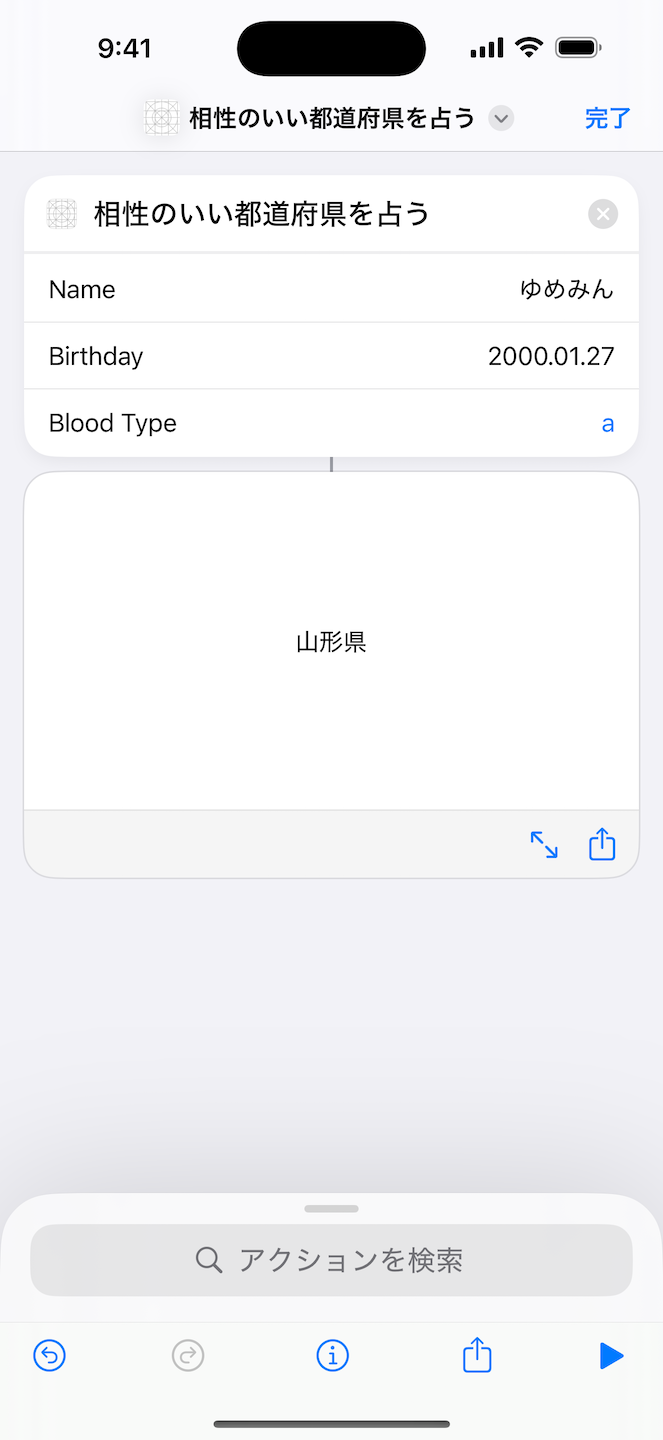 9:41
相性のいい都道府県を占う
完了
相性のいい都道府県を占う
Name ゆめみん
Birthday 2000.01.27
Blood Type a
山形県
アクションを検索